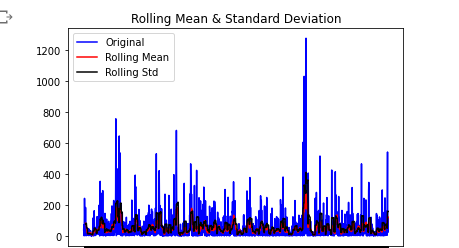 Rolling Mean & Standard Deviation
Original
Rolling Mean
Rolling Std
1200
1000
800
600
400
200
0